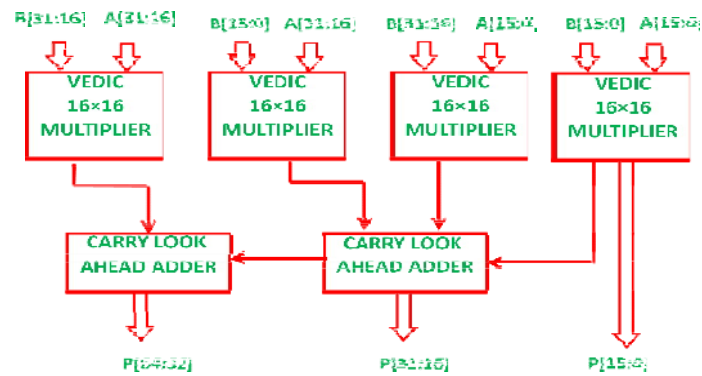 B[31:16] A[31:16] B[15:0] A[31:16] B[31:16] A[15:0] B[15:0] A[15:0]
VEDIC
16×16
MULTIPLIER
VEDIC
16×16
MULTIPLIER
VEDIC
16×16
MULTIPLIER
VEDIC
16×16
MULTIPLIER
CARRY LOOK
AHEAD ADDER
CARRY LOOK
AHEAD ADDER
P[64:32] P[31:16] P[15:0]